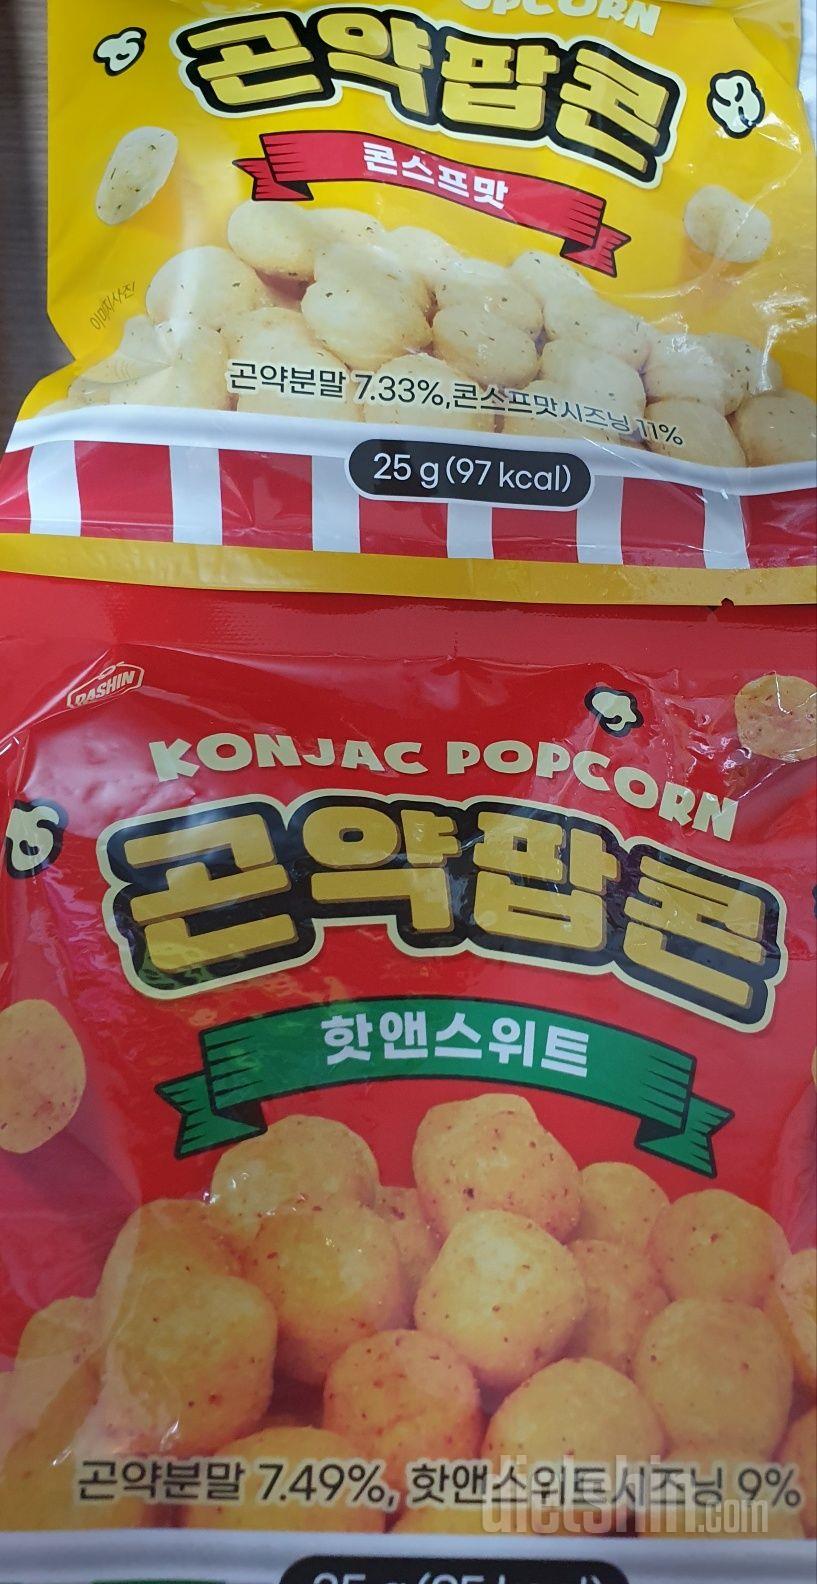 POPCORN
곤약팝콘
콘스프맛
이미지사진
곤약분말 7.33%,콘스프맛시즈닝 11%
25 g (97 kcal)
DASHIN
KONJAC POPCORN
곤약팝콘
핫앤스위트
곤약분말 7.49%, 핫앤스위트시즈닝 9%
dietshin.com